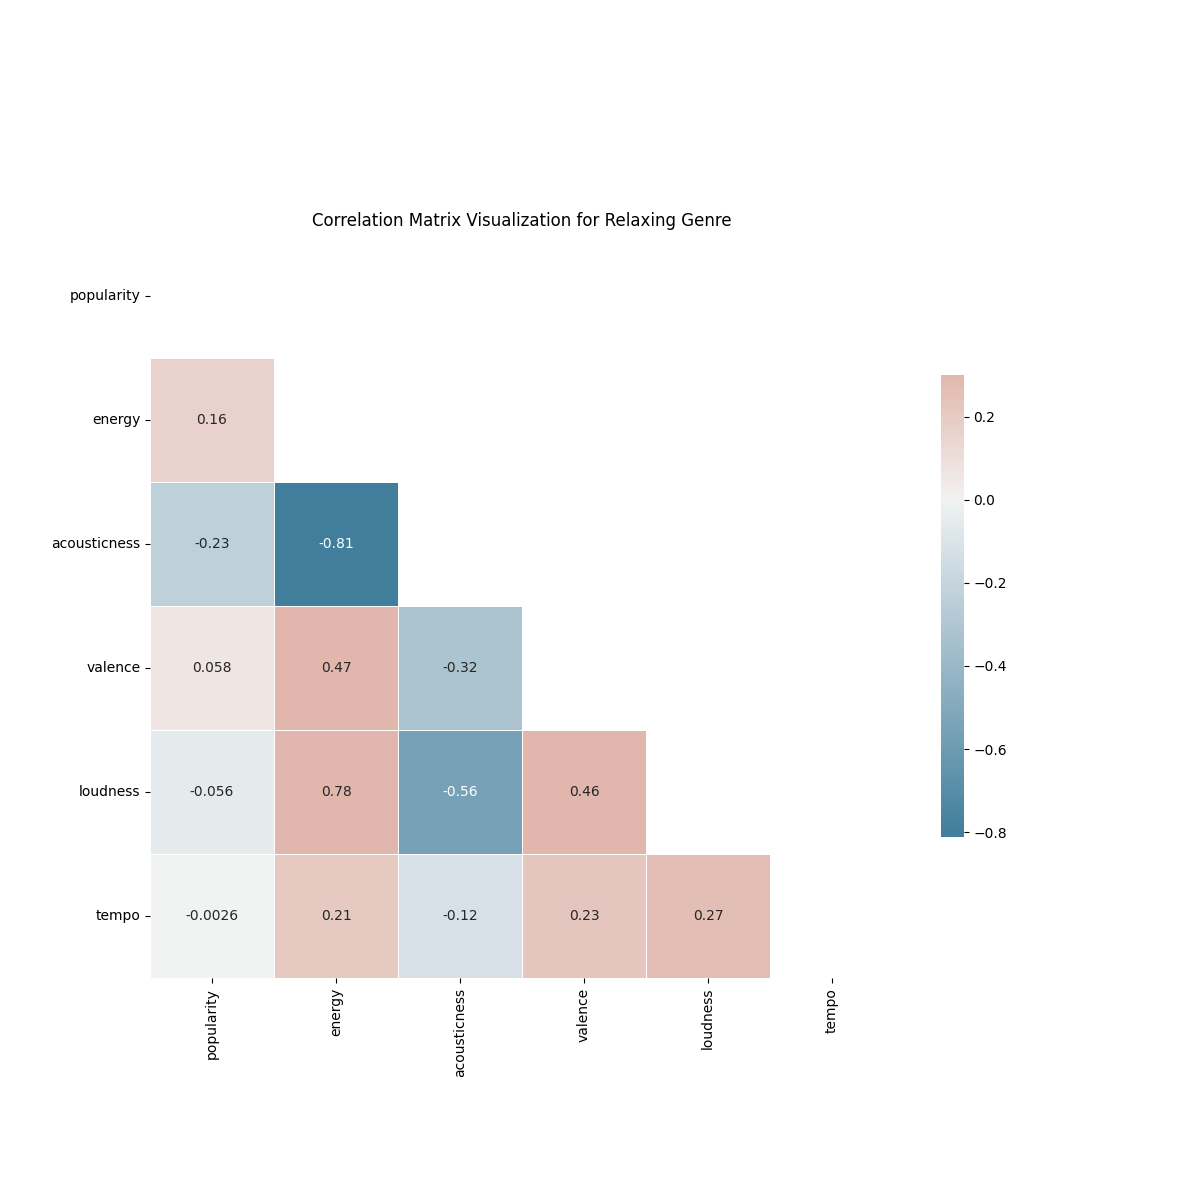 Correlation Matrix Visualization for Relaxing Genre
popularity
energy 0.16
acousticness -0.23 -0.81
valence 0.058 0.47 -0.32
loudness -0.056 0.78 -0.56 0.46
tempo -0.0026 0.21 -0.12 0.23 0.27
popularity energy acousticness valence loudness tempo
0.2
0.0
−0.2
−0.4
−0.6
−0.8